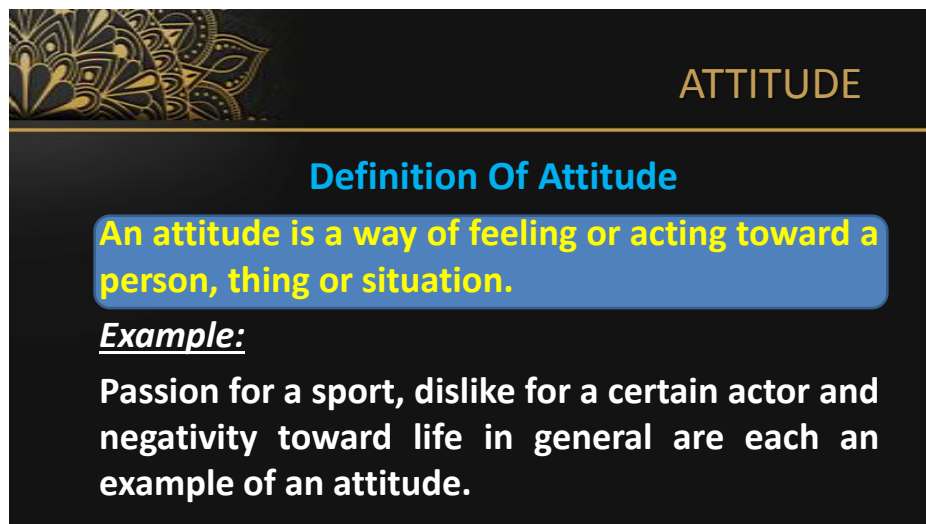 ATTITUDE
Definition Of Attitude
An attitude is a way of feeling or acting toward a
person, thing or situation.
Example:
Passion for a sport, dislike for a certain actor and
negativity toward life in general are each an
example of an attitude.